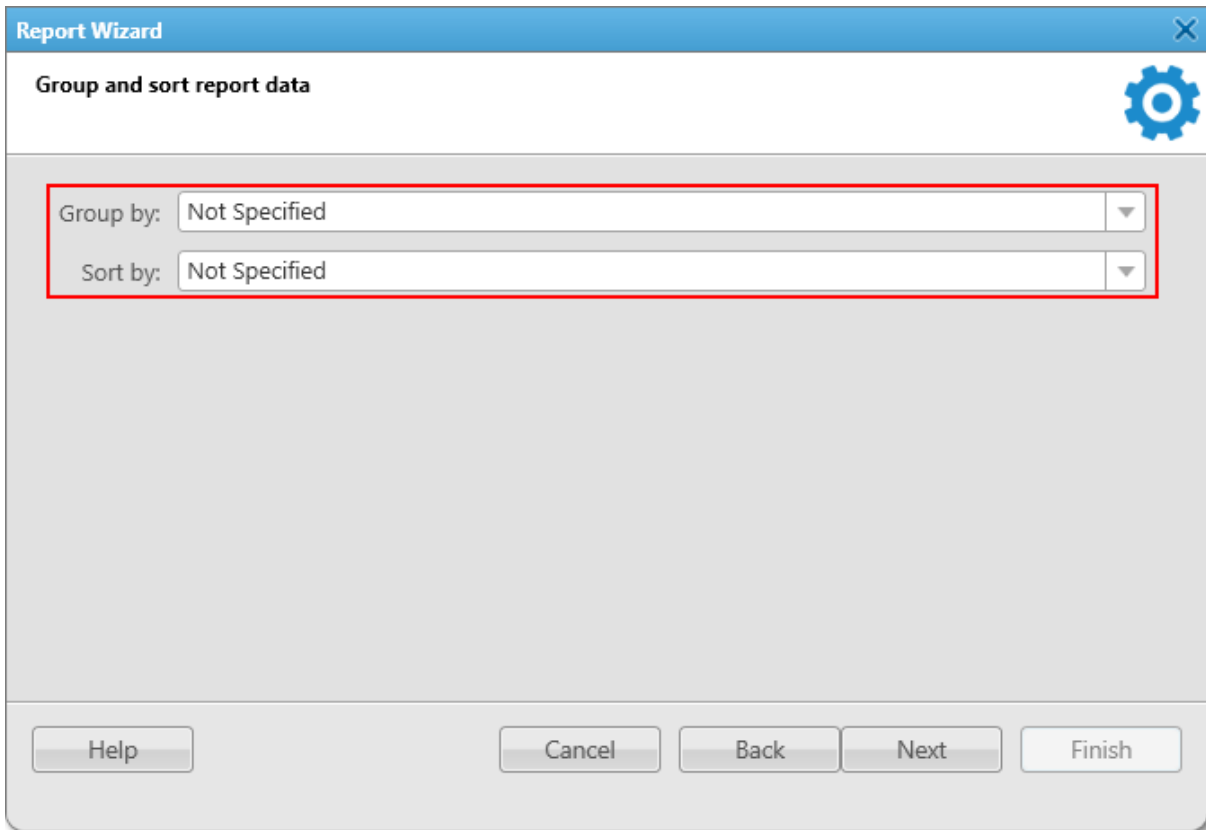 Report Wizard
Group and sort report data
Group by: Not Specified
Sort by: Not Specified
Help Cancel Back Next Finish